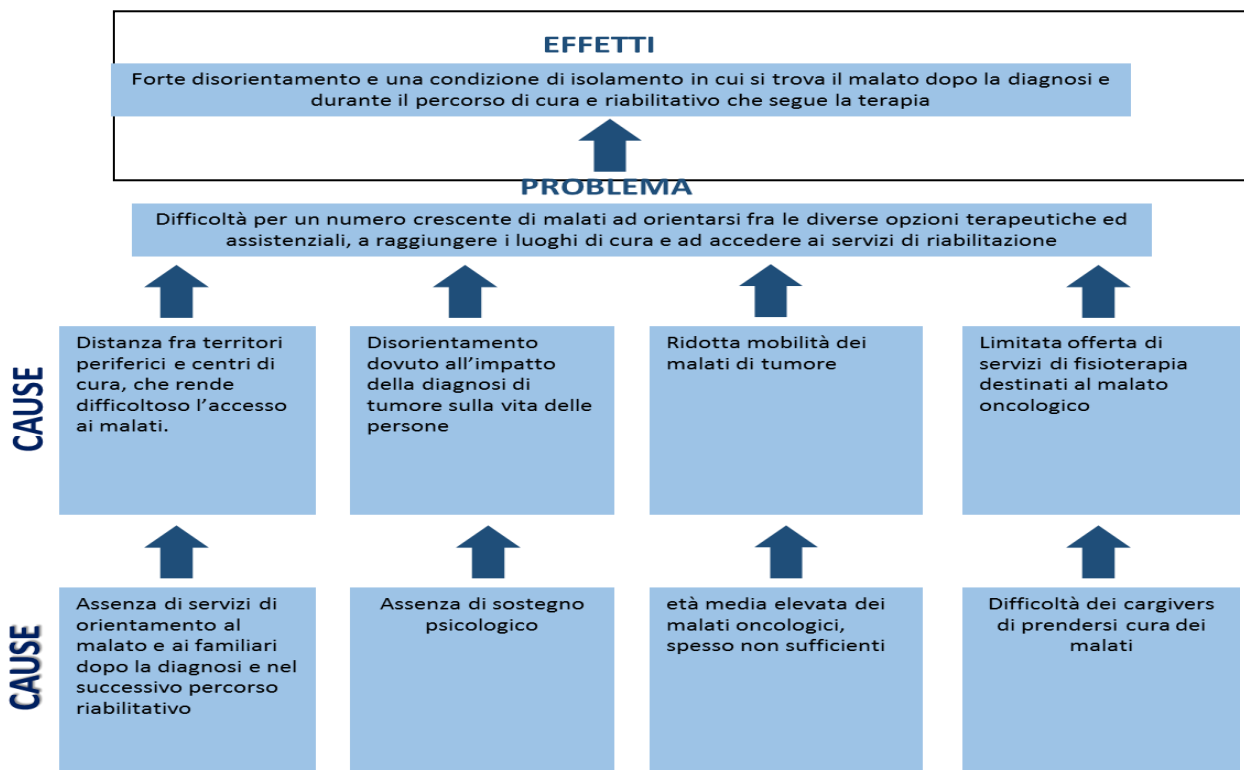 EFFETTI
Forte disorientamento e una condizione di isolamento in cui si trova il malato dopo la diagnosi e
durante il percorso di cura e riabilitativo che segue la terapia
PROBLEMA
Difficoltà per un numero crescente di malati ad orientarsi fra le diverse opzioni terapeutiche ed
assistenziali, a raggiungere i luoghi di cura e ad accedere ai servizi di riabilitazione
CAUSE
Distanza fra territori
periferici e centri di
cura, che rende
difficoltoso l’accesso
ai malati.
Disorientamento
dovuto all’impatto
della diagnosi di
tumore sulla vita delle
persone
Ridotta mobilità dei
malati di tumore
Limitata offerta di
servizi di fisioterapia
destinati al malato
oncologico
CAUSE
Assenza di servizi di
orientamento al
malato e ai familiari
dopo la diagnosi e nel
successivo percorso
riabilitativo
Assenza di sostegno
psicologico
età media elevata dei
malati oncologici,
spesso non sufficienti
Difficoltà dei cargivers
di prendersi cura dei
malati